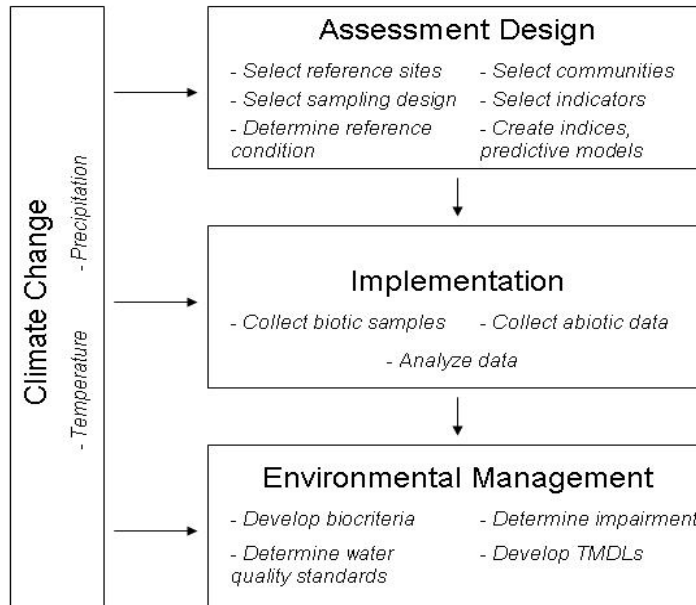 Climate Change
- Temperature
- Precipitation
Assessment Design
- Select reference sites
- Select sampling design
- Determine reference
condition
- Select communities
- Select indicators
- Create indices,
predictive models
Implementation
- Collect biotic samples
- Collect abiotic data
- Analyze data
Environmental Management
- Develop biocriteria
- Determine water
quality standards
- Determine impairment
- Develop TMDLs